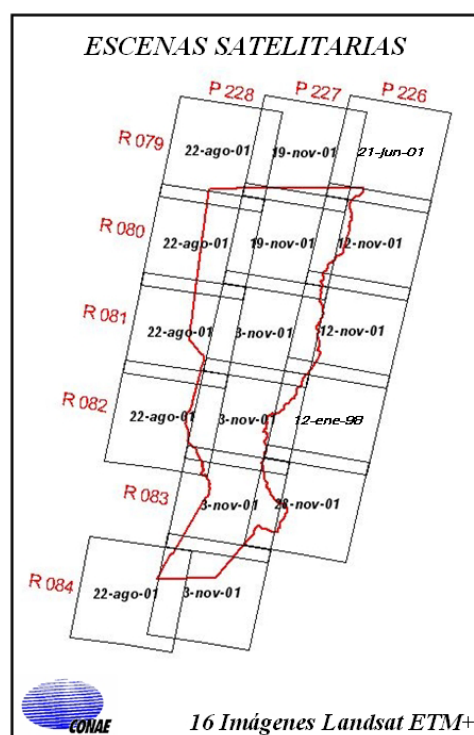 ESCENAS SATELITARIAS
P 228 P 227 P 226
R 079 22-ago-01 19-nov-01 21-jun-01
R 080 22-ago-01 19-nov-01 12-nov-01
R 081 22-ago-01 3-nov-01 12-nov-01
R 082 22-ago-01 3-nov-01 12-ene-98
R 083 3-nov-01 28-nov-01
R 084 22-ago-01 3-nov-01
CONAE 16 Imágenes Landsat ETM+